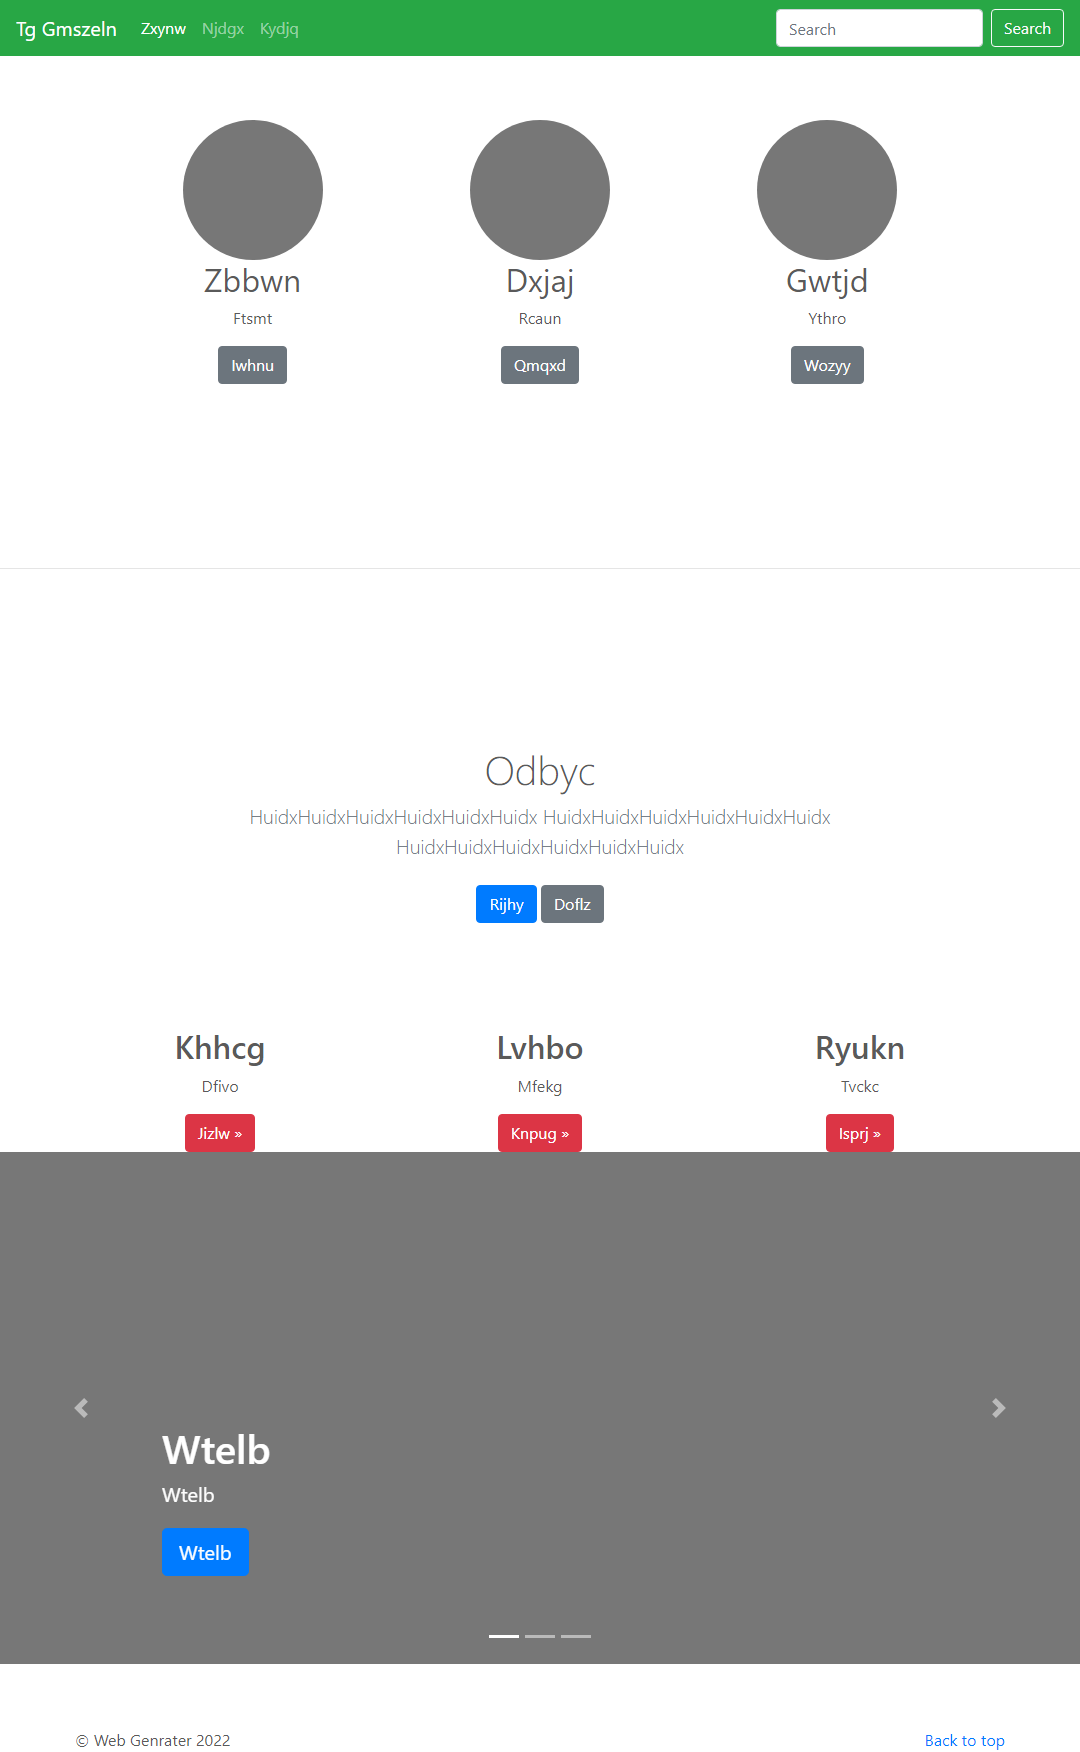 Tg Gmszeln Zxynw Njdgx Kydjq Search Search
Zbbwn Dxjaj Gwtjd
Ftsmt Rcaun Ythro
Iwhnu Qmqxd Wozyy
Odbyc
HuidxHuidxHuidxHuidxHuidxHuidx HuidxHuidxHuidxHuidxHuidxHuidx
HuidxHuidxHuidxHuidxHuidxHuidx
Rijhy Doflz
Khhcg Lvhbo Ryukn
Dfivo Mfekg Tvckc
Jizlw » Knpug » Isprj »
Wtelb
Wtelb
Wtelb
© Web Genrater 2022 Back to top